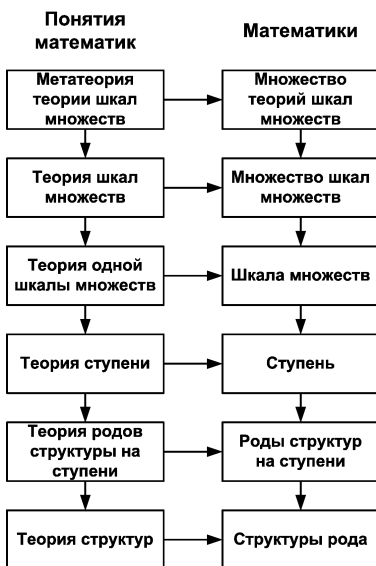 Понятия
математик
Математики
Метатеория
теории шкал
множеств
Множество
теорий шкал
множеств
Теория шкал
множеств
Множество шкал
множеств
Теория одной
шкалы множеств
Шкала множеств
Теория ступени
Ступень
Теория родов
структуры на
ступени
Роды структур
на ступени
Теория структур
Структуры рода